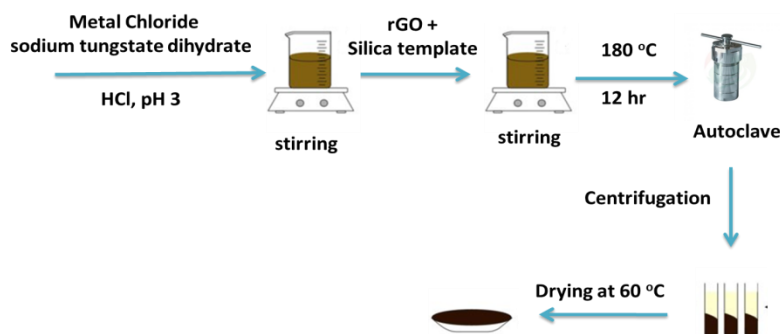 Metal Chloride
sodium tungstate dihydrate
HCl, pH 3
stirring
rGO +
Silica template
stirring
180 °C
12 hr
Autoclave
Centrifugation
Drying at 60 °C